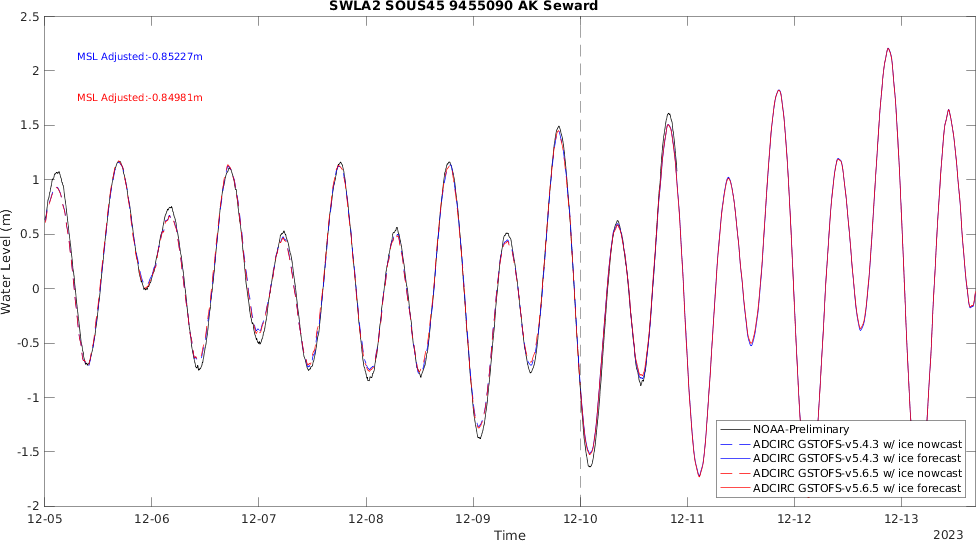 SWLA2 SOUS45 9455090 AK Seward
2.5
2
1.5
1
0.5
0
-0.5
-1
-1.5
-2
Water Level (m)
MSL Adjusted:-0.85227m
MSL Adjusted:-0.84981m
NOAA-Preliminary
ADCIRC GSTOFS-v5.4.3 w/ ice nowcast
ADCIRC GSTOFS-v5.4.3 w/ ice forecast
ADCIRC GSTOFS-v5.6.5 w/ ice nowcast
ADCIRC GSTOFS-v5.6.5 w/ ice forecast
12-05 12-06 12-07 12-08 12-09 12-10 12-11 12-12 12-13
Time
2023